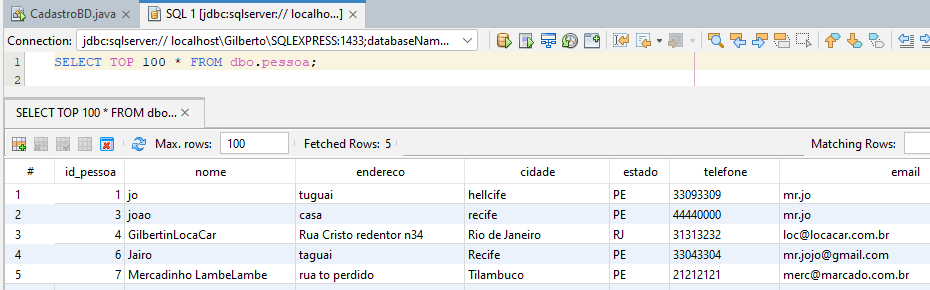 CadastroBD.java SQL 1 [jdbc:sqlserver:// localho...]
Connection: jdbc:sqlserver:// localhost\Gilberto\SQLEXPRESS:1433;databaseNam...
1 SELECT TOP 100 * FROM dbo.pessoa;
2
SELECT TOP 100 * FROM dbo...
Max. rows: 100 Fetched Rows: 5 Matching Rows:
# id_pessoa nome endereco cidade estado telefone email
1 1 jo tuguai hellcife PE 33093309 mr.jo
2 3 joao casa recife PE 44440000 mr.jo
3 4 GilbertinLocaCar Rua Cristo redentor n34 Rio de Janeiro RJ 31313232 loc@locacar.com.br
4 6 Jairo taguai Recife PE 33043304 mr.jojo@gmail.com
5 7 Mercadinho LambeLambe rua to perdido Tilambuco PE 21212121 merc@marcado.com.br